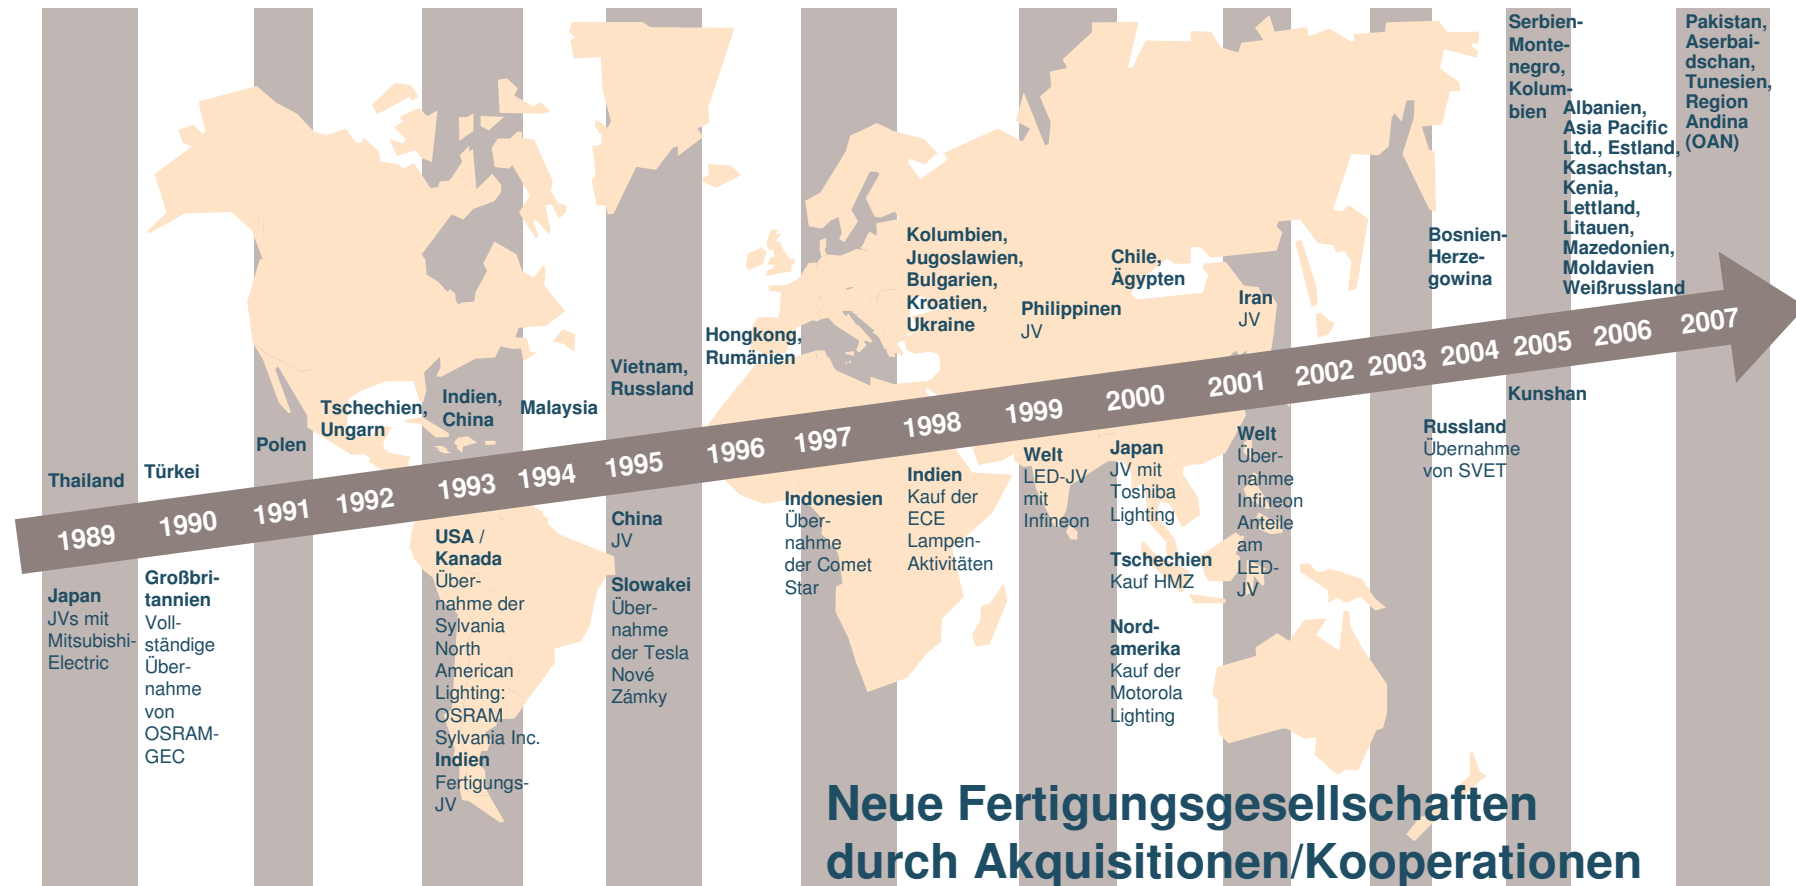 Thailand
Türkei
Polen
Tschechien,
Ungarn
Indien,
China
Malaysia
Vietnam,
Russland
Hongkong,
Rumänien
Kolumbien,
Jugoslawien,
Bulgarien,
Kroatien,
Ukraine
Philippinen
JV
Chile,
Ägypten
Iran
JV
Bosnien-
Herze-
gowina
Serbien-
Monte-
negro,
Kolum-
bien
Albanien,
Asia Pacific
Ltd., Estland,
Kasachstan,
Kenia,
Lettland,
Litauen,
Mazedonien,
Moldavien
Weißrussland
Pakistan,
Aserbai-
dschan,
Tunesien,
Region
Andina
(OAN)
1989
1990
1991
1992
1993
1994
1995
1996
1997
1998
1999
2000
2001
2002
2003
2004
2005
2006
2007
Japan
JVs mit
Mitsubishi-
Electric
Großbri-
tannien
Voll-
ständige
Über-
nahme
von
OSRAM-
GEC
USA /
Kanada
Über-
nahme der
Sylvania
North
American
Lighting:
OSRAM
Sylvania Inc.
Indien
Fertigungs-
JV
China
JV
Slowakei
Über-
nahme
der Tesla
Nové
Zámky
Indonesien
Über-
nahme
der Comet
Star
Indien
Kauf der
ECE
Lampen-
Aktivitäten
Welt
LED-JV
mit
Infineon
Japan
JV mit
Toshiba
Lighting
Tschechien
Kauf HMZ
Nord-
amerika
Kauf der
Motorola
Lighting
Welt
Über-
nahme
Infineon
Anteile
am
LED-
JV
Russland
Übernahme
von SVET
Kunshan
Neue Fertigungsgesellschaften
durch Akquisitionen/Kooperationen